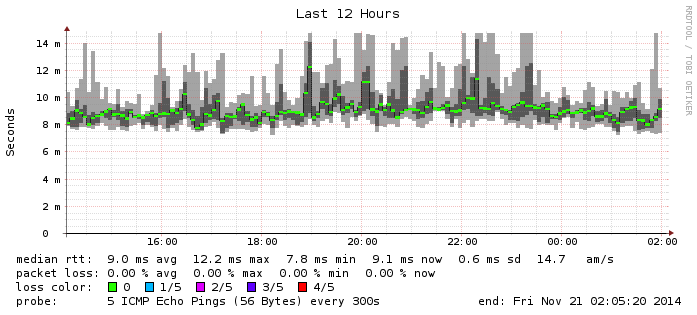 Last 12 Hours
RRDTOOL / TOBI OETIKER
Seconds
14 m
12 m
10 m
8 m
6 m
4 m
2 m
0
16:00 18:00 20:00 22:00 00:00 02:00
median rtt: 9.0 ms avg 12.2 ms max 7.8 ms min 9.1 ms now 0.6 ms sd 14.7 am/s
packet loss: 0.00 % avg 0.00 % max 0.00 % min 0.00 % now
loss color: 0 1/5 2/5 3/5 4/5
probe: 5 ICMP Echo Pings (56 Bytes) every 300s end: Fri Nov 21 02:05:20 2014